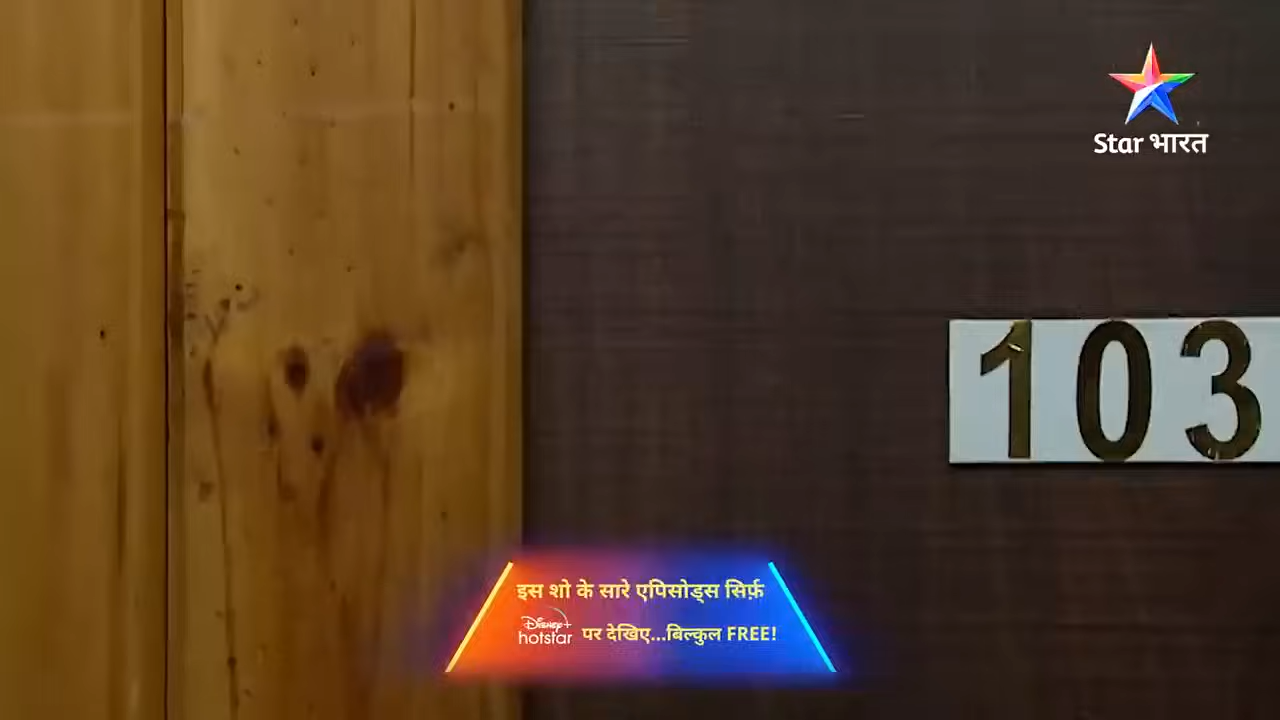 Star भारत
103
इस शो के सारे एपिसोड्स सिर्फ़
Disney+
hotstar पर देखिए...बिल्कुल FREE!